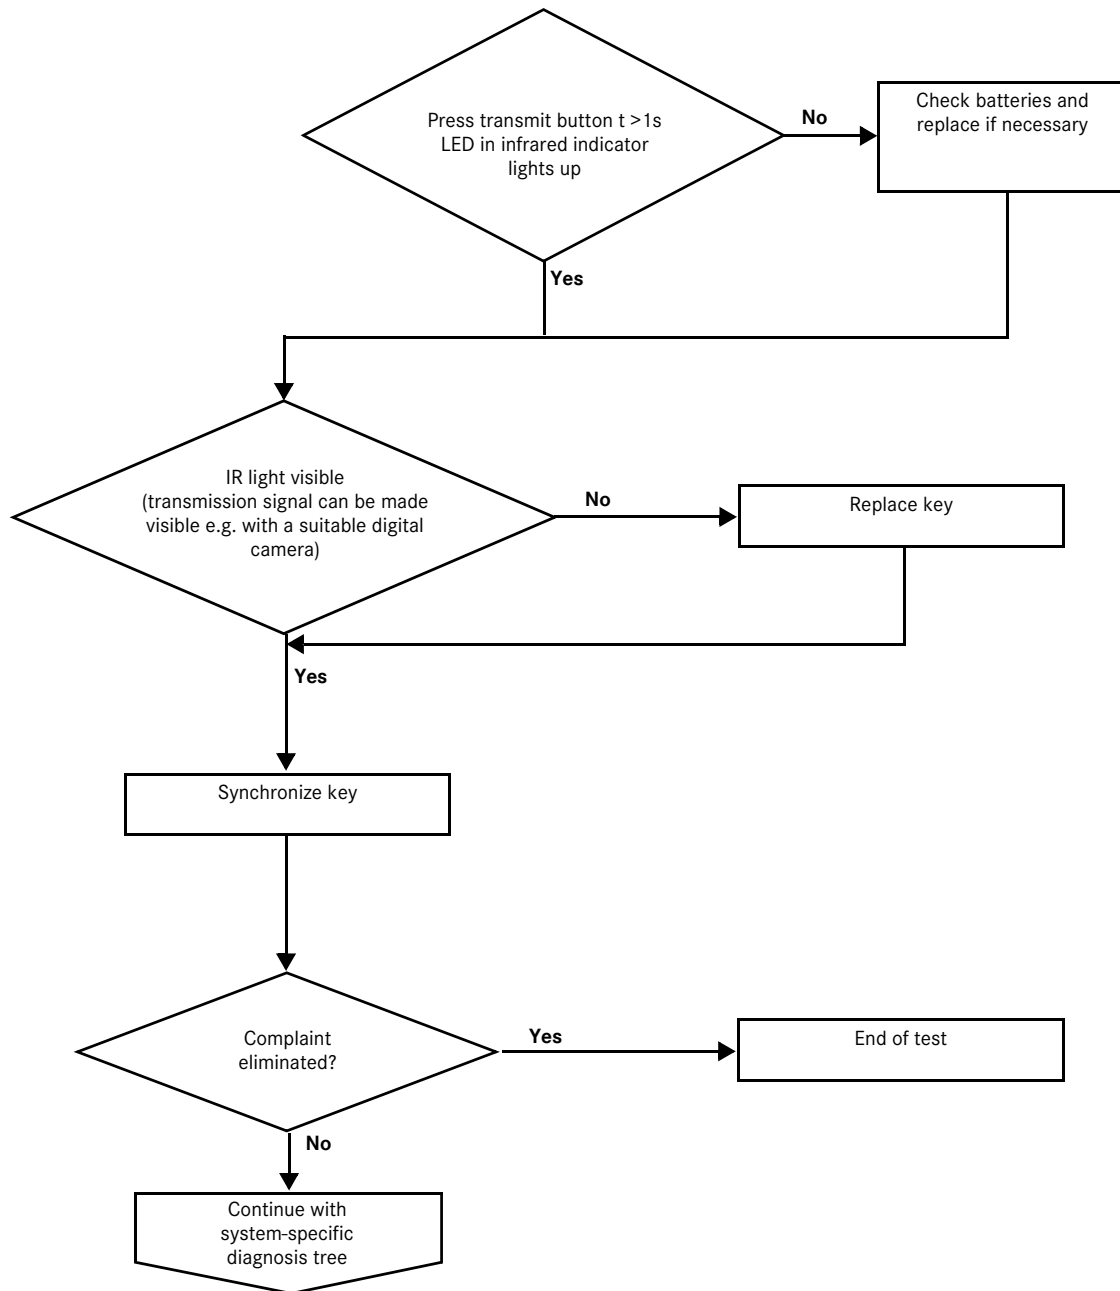 Press transmit button t >1s
LED in infrared indicator
lights up
No
Check batteries and
replace if necessary
Yes
IR light visible
(transmission signal can be made
visible e.g. with a suitable digital
camera)
No
Replace key
Yes
Synchronize key
Complaint
eliminated?
Yes
End of test
No
Continue with
system-specific
diagnosis tree